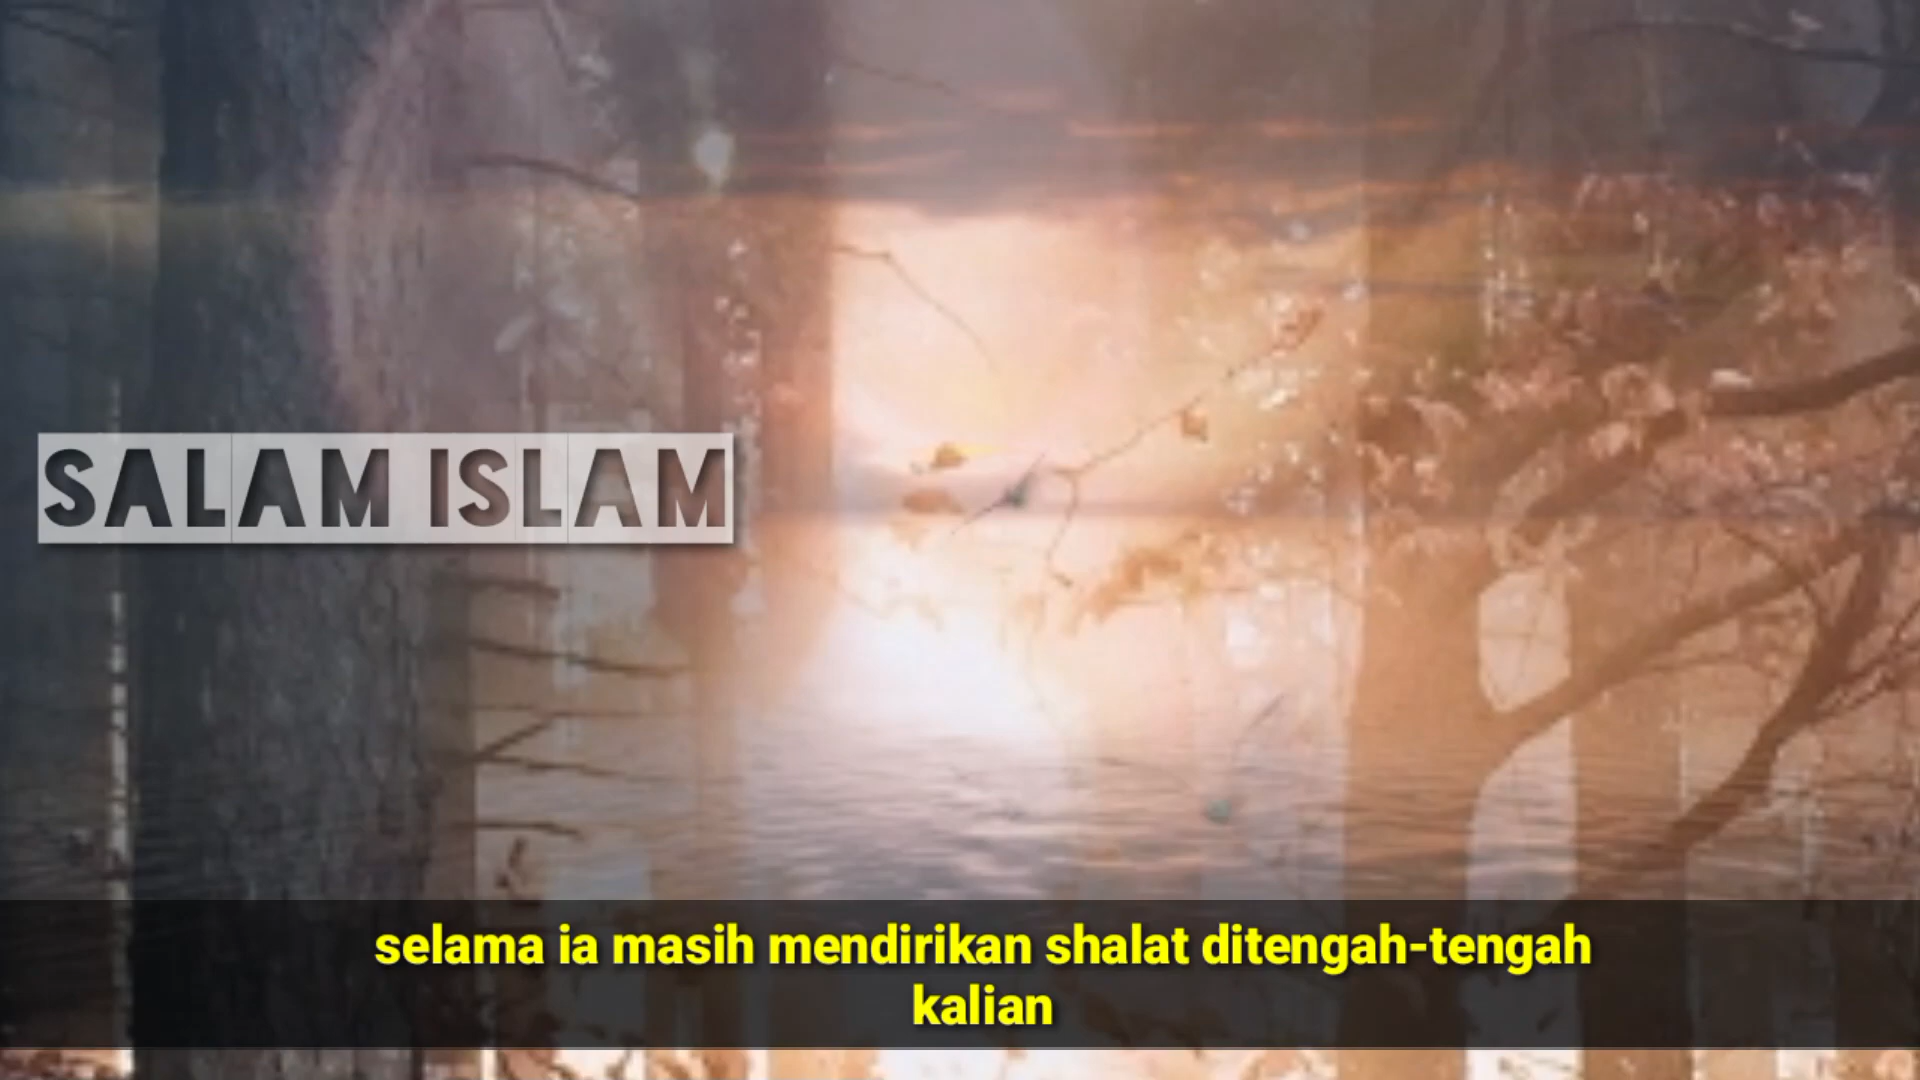 SALAM ISLAM
selama ia masih mendirikan shalat ditengah-tengah
kalian